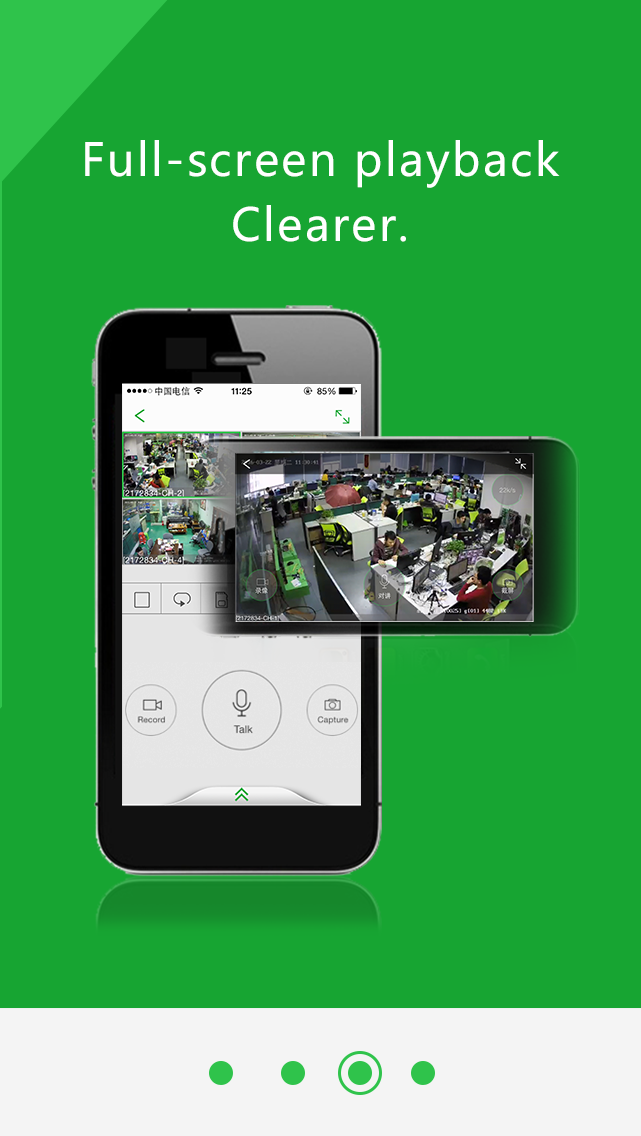 Full-screen playback
Clearer.
中国电信
11:25
85%
[2172834-CH-2]
[2172834-CH-4]
22k/s
录像
对讲
截屏
[2172834-CH-1]
Record
Talk
Capture